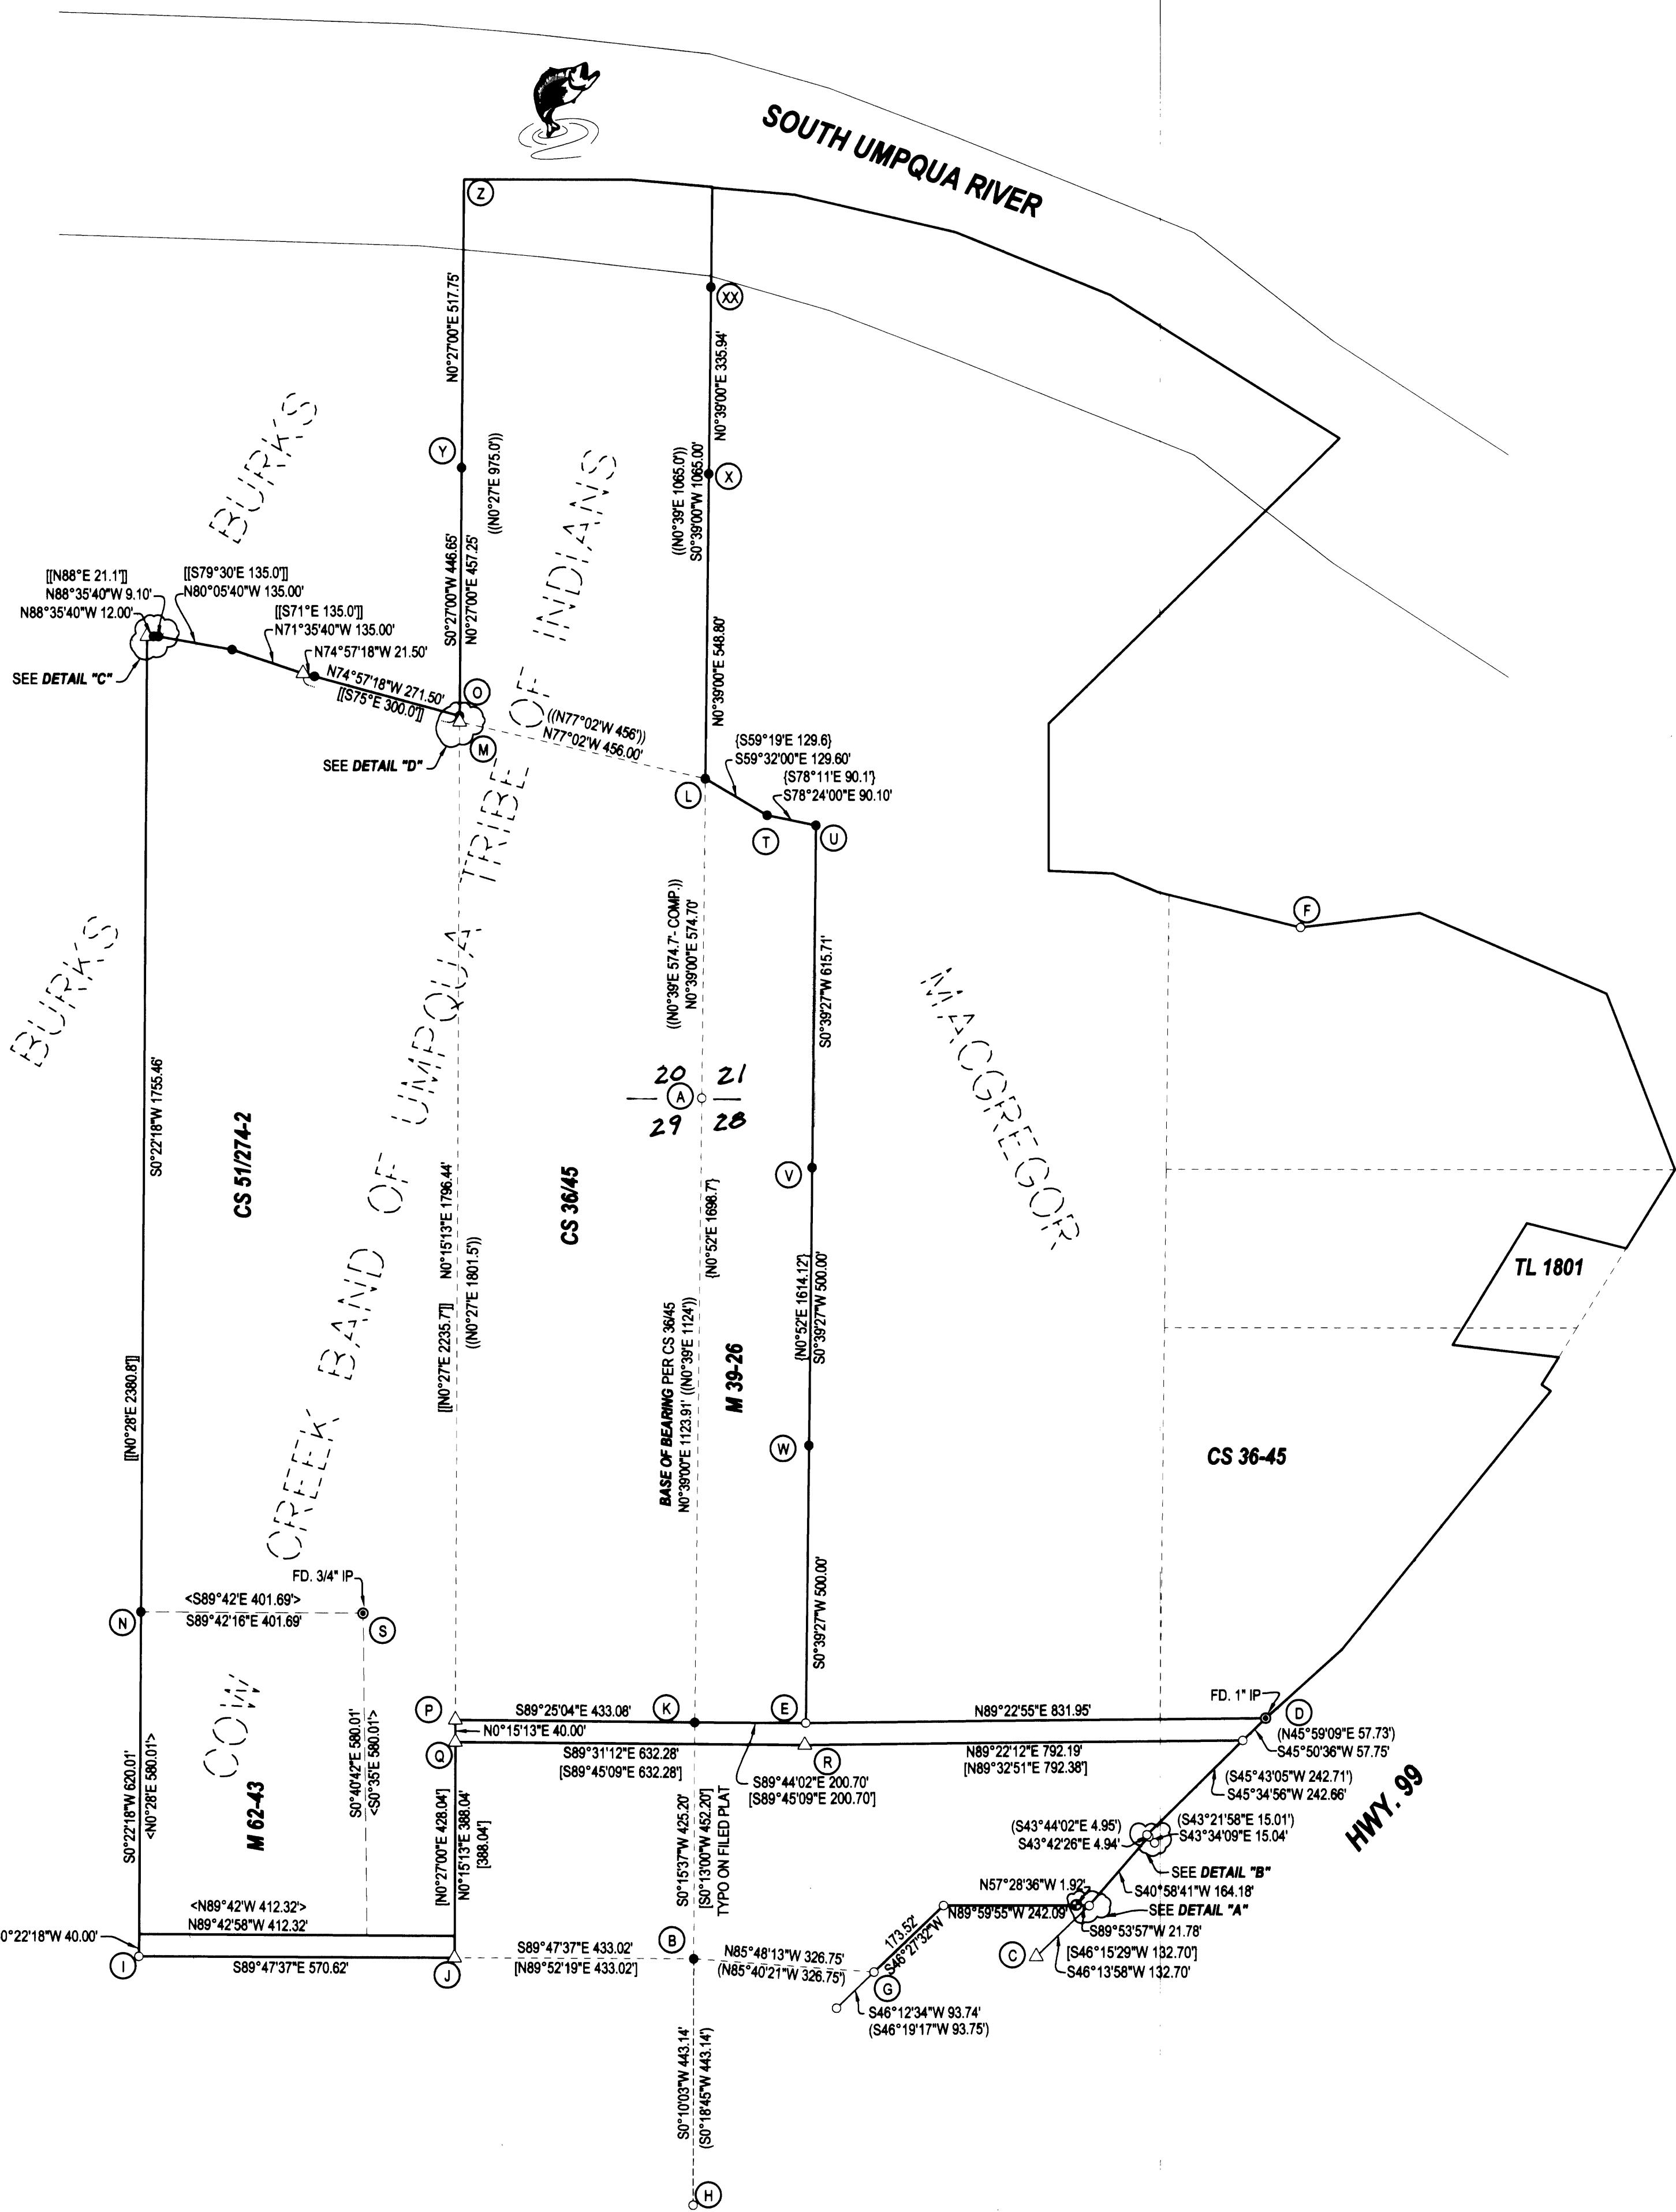 SOUTH UMPQUA RIVER
Z
XX
N0°27'00"E 517.75'
N0°39'00"E 335.94'
BURKS
Y
((N0°27'E 975.0'))
X
((N0°39'E 1065.0'))
S0°39'00"W 1065.00'
S0°27'00"W 446.65'
N0°27'00"E 457.25'
[[N88°E 21.1']]
N88°35'40"W 9.10'
N88°35'40"W 12.00'
[[S79°30'E 135.0']]
N80°05'40"W 135.00'
[[S71°E 135.0']]
N71°35'40"W 135.00'
N74°57'18"W 21.50'
N74°57'18"W 271.50'
[[S75°E 300.0']]
SEE DETAIL "C"
O
M
SEE DETAIL "D"
((N77°02'W 456'))
N77°02'W 456.00'
N0°39'00"E 548.80'
{S59°19'E 129.6}
S59°32'00"E 129.60'
{S78°11'E 90.1'}
S78°24'00"E 90.10'
L
T
U
F
BURKS
COW CREEK BAND OF UMPQUA TRIBE OF INDIANS
MACGREGOR
((N0°39'E 574.7'- COMP.))
N0°39'00"E 574.70'
S0°39'27"W 615.71'
20 21
A
29 28
S0°22'18"W 1755.46'
CS 51/274-2
CS 36/45
V
{N0°52'E 1698.7'}
N0°15'13"E 1796.44'
[[N0°27'E 2235.7']]
((N0°27'E 1801.5'))
{N0°52'E 1614.12'}
S0°39'27"W 500.00'
TL 1801
BASE OF BEARING PER CS 36/45
N0°39'00"E 1123.91' ((N0°39'E 1124'))
M 39-26
[[N0°28'E 2380.8']]
W
CS 36-45
S0°39'27"W 500.00'
FD. 3/4" IP
<S89°42'E 401.69'>
S89°42'16"E 401.69'
N
S
P
S89°25'04"E 433.08'
K
E
N89°22'55"E 831.95'
FD. 1" IP
D
N0°15'13"E 40.00'
Q
S89°31'12"E 632.28'
[S89°45'09"E 632.28']
R
S89°44'02"E 200.70'
[S89°45'09"E 200.70']
N89°22'12"E 792.19'
[N89°32'51"E 792.38']
(N45°59'09"E 57.73')
S45°50'36"W 57.75'
(S45°43'05"W 242.71')
S45°34'56"W 242.66'
HWY. 99
S0°22'18"W 620.01'
<N0°28'E 580.01'>
M 62-43
S0°40'42"E 580.01'
<S0°35'E 580.01'>
[N0°27'00"E 428.04']
N0°15'13"E 388.04'
[388.04']
S0°15'37"W 425.20'
[S0°13'00"W 452.20']
TYPO ON FILED PLAT
(S43°44'02"E 4.95')
S43°42'26"E 4.94'
(S43°21'58"E 15.01')
S43°34'09"E 15.04'
SEE DETAIL "B"
S40°58'41"W 164.18'
SEE DETAIL "A"
N57°28'36"W 1.92'
N89°59'55"W 242.09'
S89°53'57"W 21.78'
<N89°42'W 412.32'>
N89°42'58"W 412.32'
0°22'18"W 40.00'
I
S89°47'37"E 570.62'
J
S89°47'37"E 433.02'
[N89°52'19"E 433.02']
B
N85°48'13"W 326.75'
(N85°40'21"W 326.75')
173.52'
S46°27'32"W
G
C
[S46°15'29"W 132.70']
S46°13'58"W 132.70'
S46°12'34"W 93.74'
(S46°19'17"W 93.75')
S0°10'03"W 443.14'
(S0°18'45"W 443.14')
H